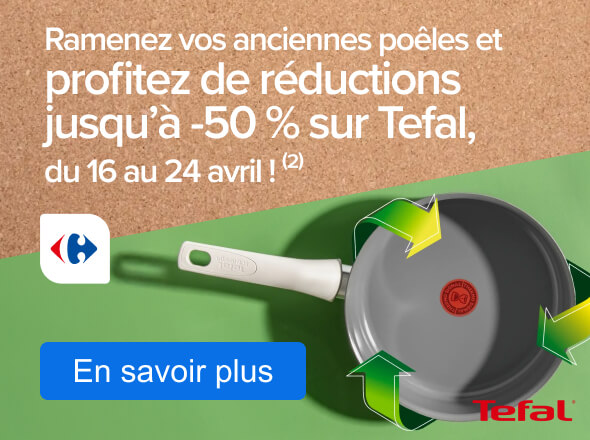 Ramenez vos anciennes poêles et
profitez de réductions
jusqu’à -50 % sur Tefal,
du 16 au 24 avril ! (2)
En savoir plus
Tefal